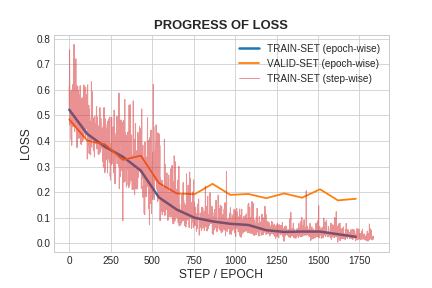 PROGRESS OF LOSS
TRAIN-SET (epoch-wise)
VALID-SET (epoch-wise)
TRAIN-SET (step-wise)
LOSS
0.8
0.7
0.6
0.5
0.4
0.3
0.2
0.1
0.0
0 250 500 750 1000 1250 1500 1750
STEP / EPOCH